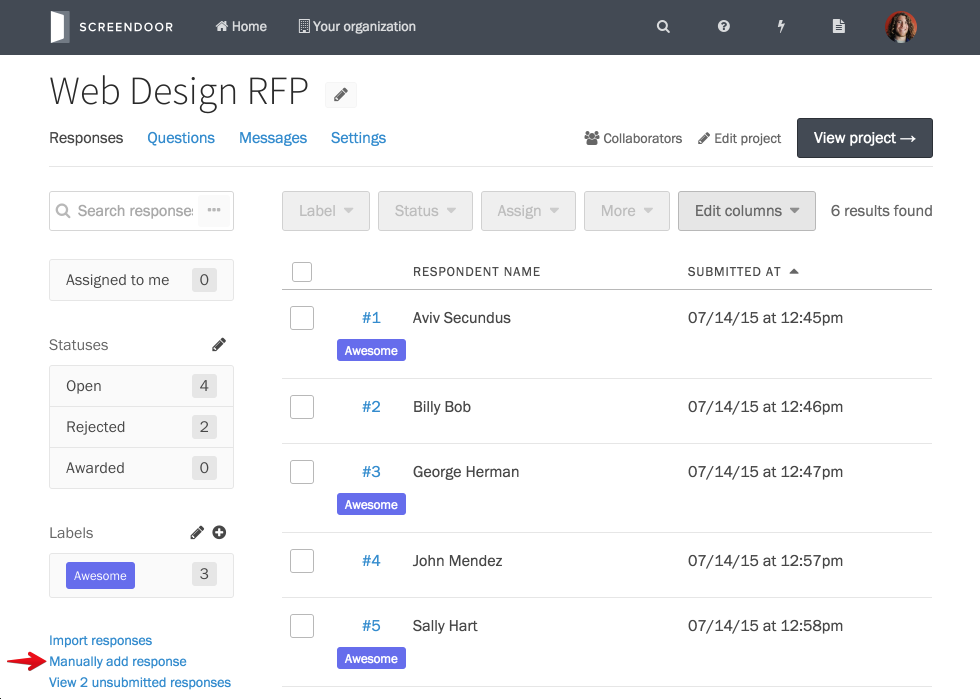 SCREENDOOR Home Your organization
Web Design RFP
Responses Questions Messages Settings Collaborators Edit project View project →
Search responses ··· Label Status Assign More Edit columns 6 results found
RESPONDENT NAME SUBMITTED AT
Assigned to me 0
#1 Aviv Secundus 07/14/15 at 12:45pm
Statuses Awesome
Open 4
#2 Billy Bob 07/14/15 at 12:46pm
Rejected 2
Awarded 0 #3 George Herman 07/14/15 at 12:47pm
Awesome
Labels
#4 John Mendez 07/14/15 at 12:57pm
Awesome 3
#5 Sally Hart 07/14/15 at 12:58pm
Import responses
Manually add response Awesome
View 2 unsubmitted responses